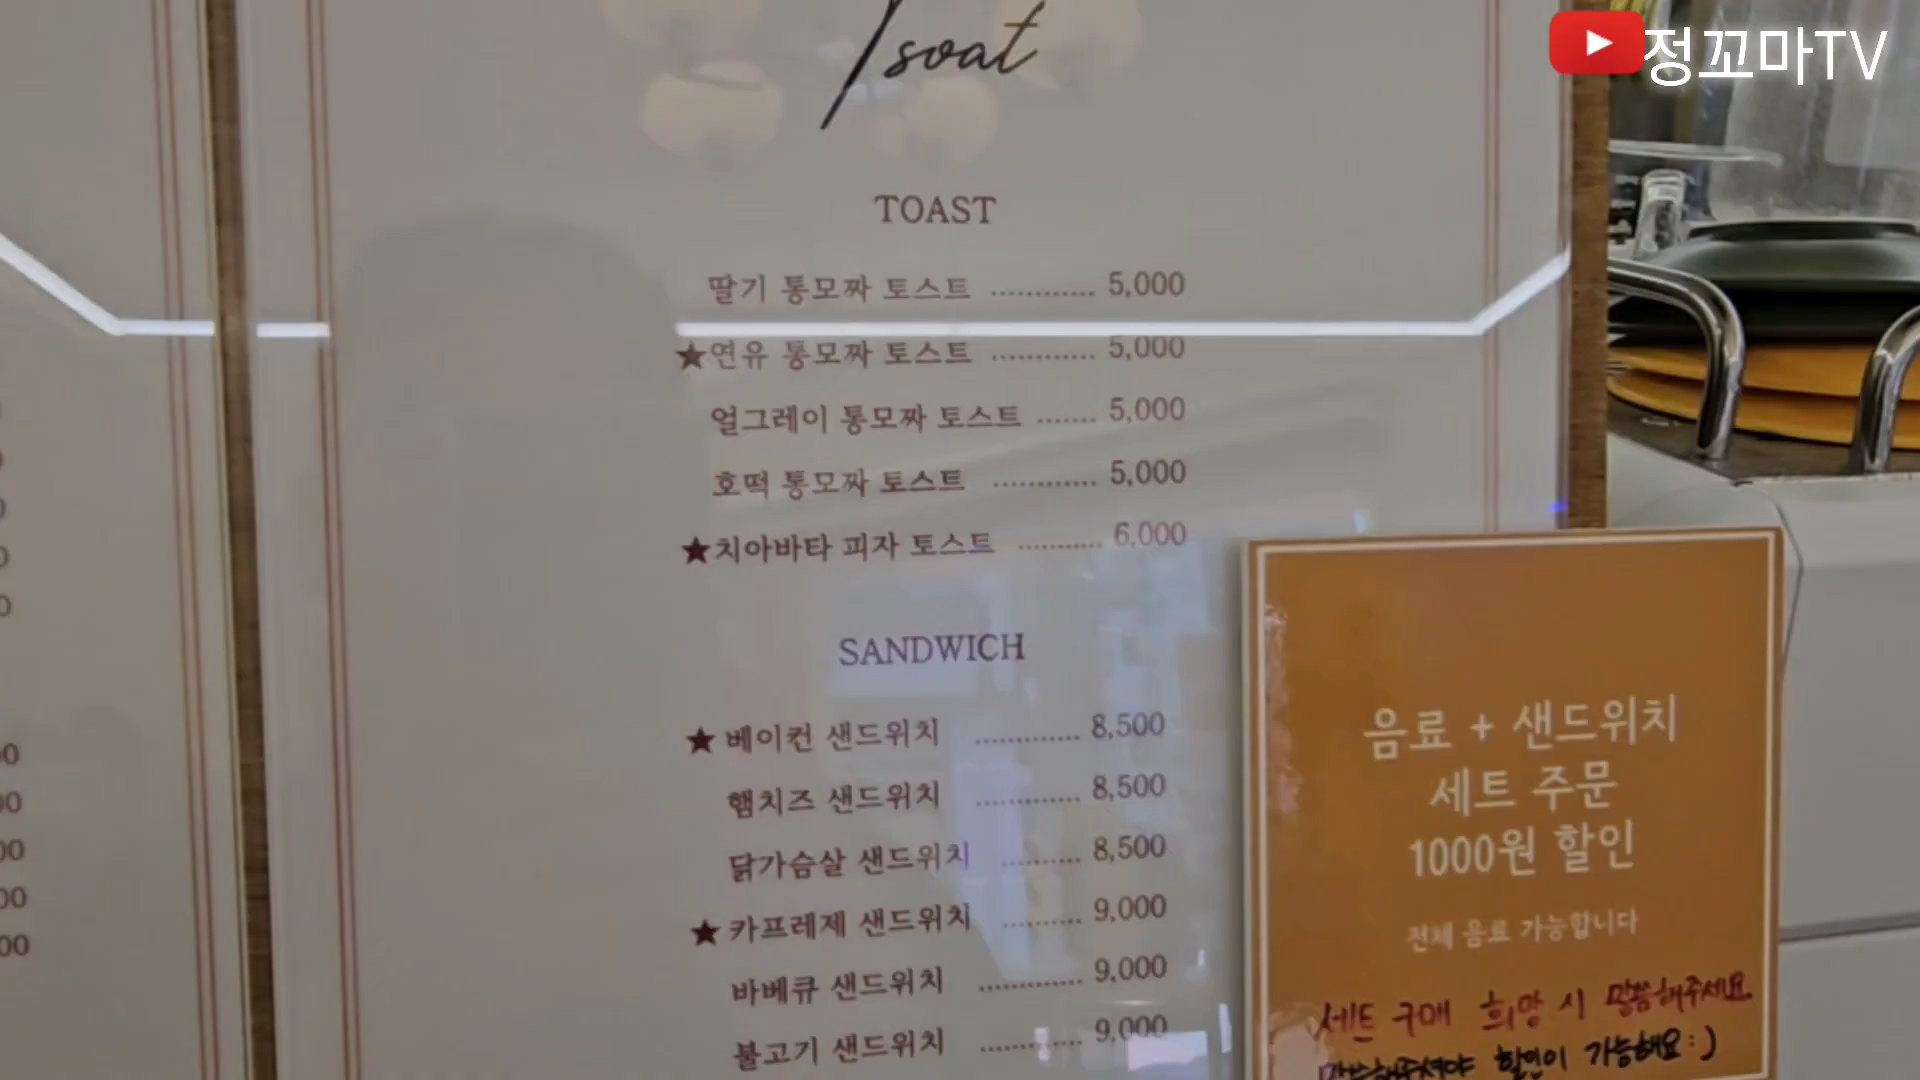 정꼬마TV
Tsoat
TOAST
딸기 통모짜 토스트 ............ 5,000
★연유 통모짜 토스트 ............ 5,000
얼그레이 통모짜 토스트 ....... 5,000
호떡 통모짜 토스트 ............ 5,000
★치아바타 피자 토스트 .......... 6,000
SANDWICH
★ 베이컨 샌드위치 ............ 8,500
햄치즈 샌드위치 ............ 8,500
닭가슴살 샌드위치 ......... 8,500
★ 카프레제 샌드위치 ......... 9,000
바베큐 샌드위치 ............ 9,000
불고기 샌드위치 ............ 9,000
음료 + 샌드위치
세트 주문
1000원 할인
전체 음료 가능합니다
세트 구매 희망 시 말씀해주세요
말씀해주셔야 할인이 가능해요:)